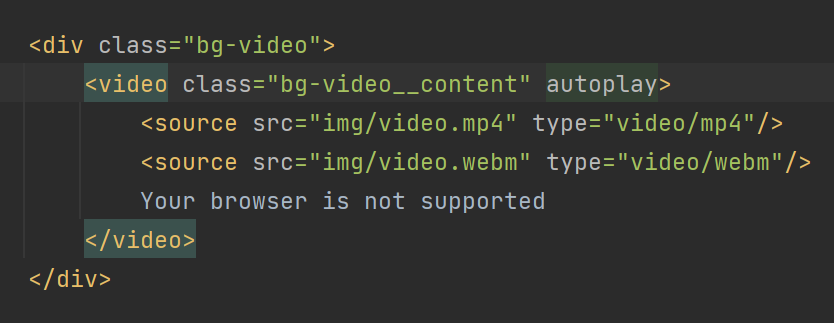 <div class="bg-video">
<video class="bg-video__content" autoplay>
<source src="img/video.mp4" type="video/mp4"/>
<source src="img/video.webm" type="video/webm"/>
Your browser is not supported
</video>
</div>